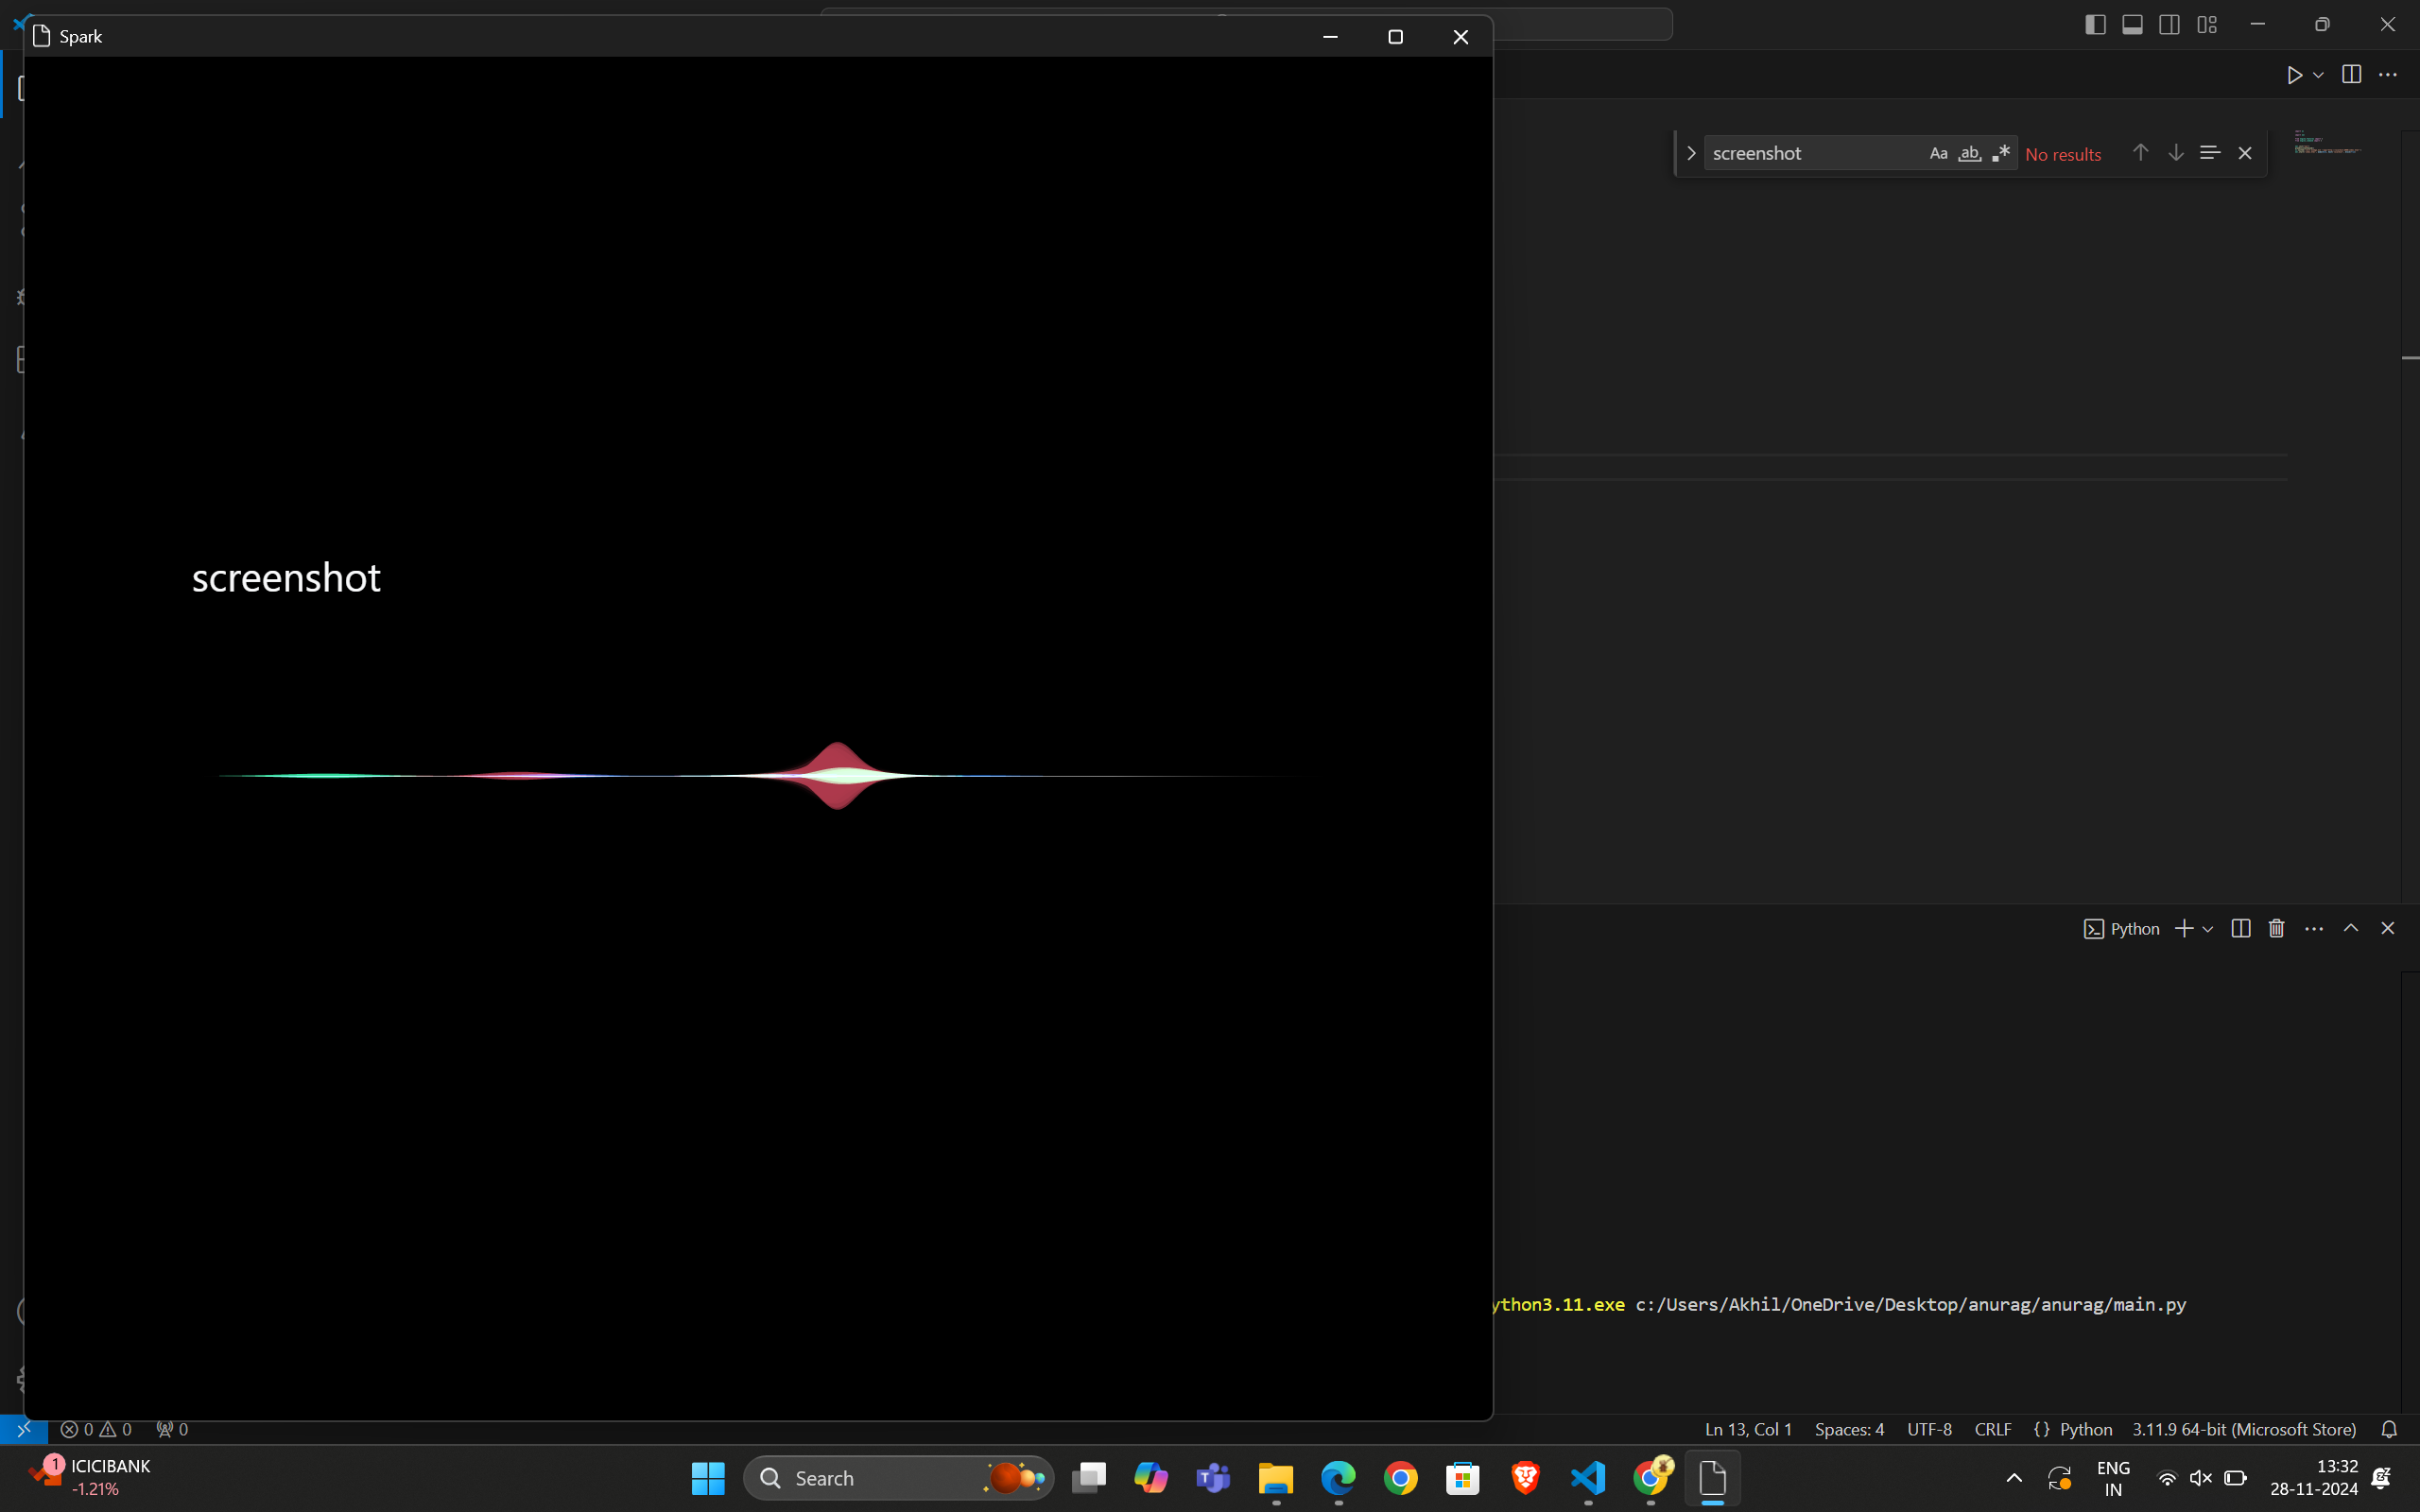 Spark
screenshot
Aa
ab
No results
screenshot
Python
ython3.11.exe c:/Users/Akhil/OneDrive/Desktop/anurag/anurag/main.py
0 0 0
Ln 13, Col 1 Spaces: 4 UTF-8 CRLF {} Python 3.11.9 64-bit (Microsoft Store)
1
ICICIBANK
-1.21%
Search
ENG
IN
13:32
28-11-2024